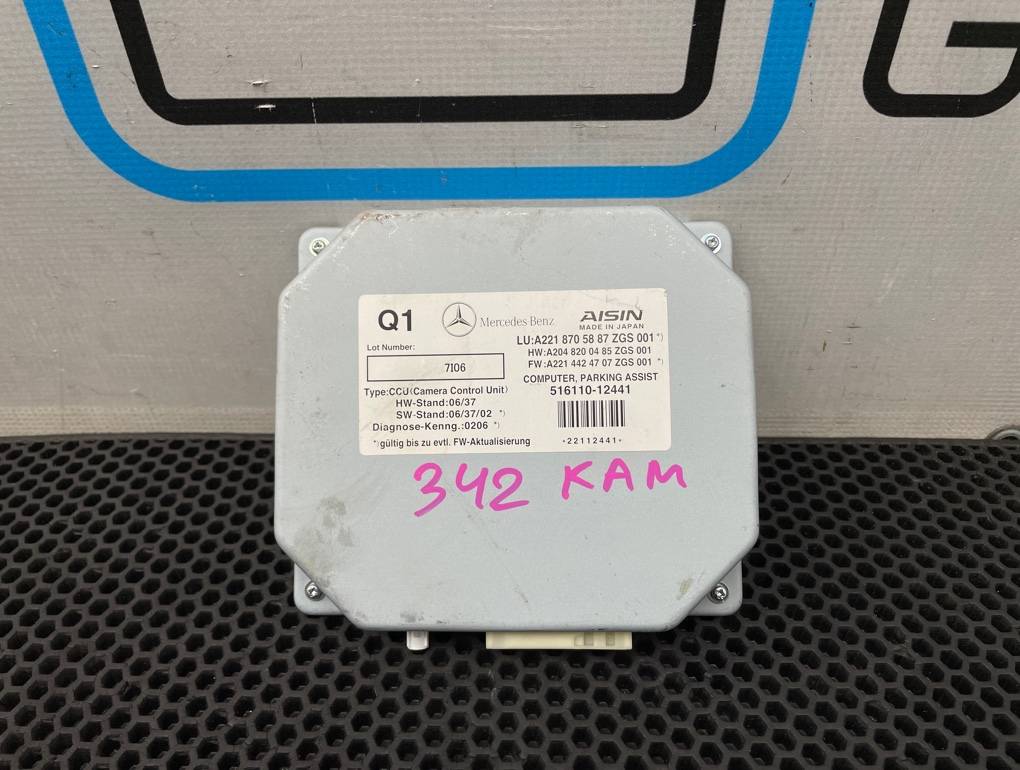 G
Q1
Mercedes-Benz
AISIN
MADE IN JAPAN
Lot Number:
7106
LU:A221 870 58 87 ZGS 001 *)
HW:A204 820 04 85 ZGS 001
FW:A221 442 47 07 ZGS 001 *)
Type:CCU(Camera Control Unit)
HW-Stand:06/37
SW-Stand:06/37/02 *)
Diagnose-Kenng.:0206 *)
*)gültig bis zu evtl. FW-Aktualisierung
COMPUTER, PARKING ASSIST
516110-12441
*22112441*
342 КАМ